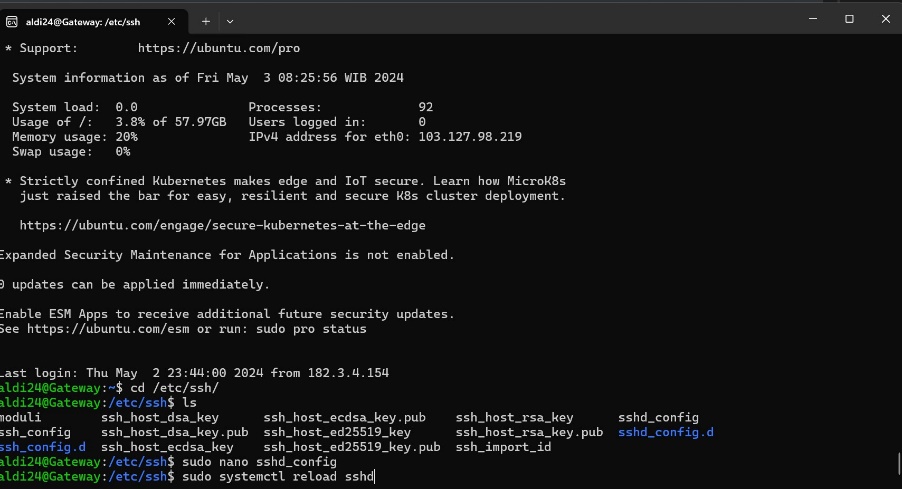 aldi24@Gateway: /etc/ssh
* Support: https://ubuntu.com/pro
System information as of Fri May 3 08:25:56 WIB 2024
System load: 0.0 Processes: 92
Usage of /: 3.8% of 57.97GB Users logged in: 0
Memory usage: 20% IPv4 address for eth0: 103.127.98.219
Swap usage: 0%
* Strictly confined Kubernetes makes edge and IoT secure. Learn how MicroK8s
just raised the bar for easy, resilient and secure K8s cluster deployment.
https://ubuntu.com/engage/secure-kubernetes-at-the-edge
Expanded Security Maintenance for Applications is not enabled.
0 updates can be applied immediately.
Enable ESM Apps to receive additional future security updates.
See https://ubuntu.com/esm or run: sudo pro status
Last login: Thu May 2 23:44:00 2024 from 182.3.4.154
aldi24@Gateway:~$ cd /etc/ssh/
aldi24@Gateway:/etc/ssh$ ls
moduli ssh_host_dsa_key ssh_host_ecdsa_key.pub ssh_host_rsa_key sshd_config
ssh_config ssh_host_dsa_key.pub ssh_host_ed25519_key ssh_host_rsa_key.pub sshd_config.d
ssh_config.d ssh_host_ecdsa_key ssh_host_ed25519_key.pub ssh_import_id
aldi24@Gateway:/etc/ssh$ sudo nano sshd_config
aldi24@Gateway:/etc/ssh$ sudo systemctl reload sshd